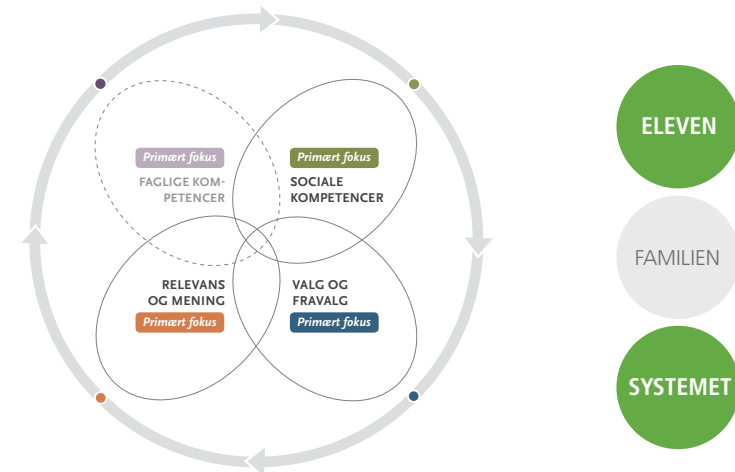 Primært fokus
FAGLIGE KOM-
PETENCER
Primært fokus
SOCIALE
KOMPETENCER
RELEVANS
OG MENING
Primært fokus
VALG OG
FRAVALG
Primært fokus
ELEVEN
FAMILIEN
SYSTEMET